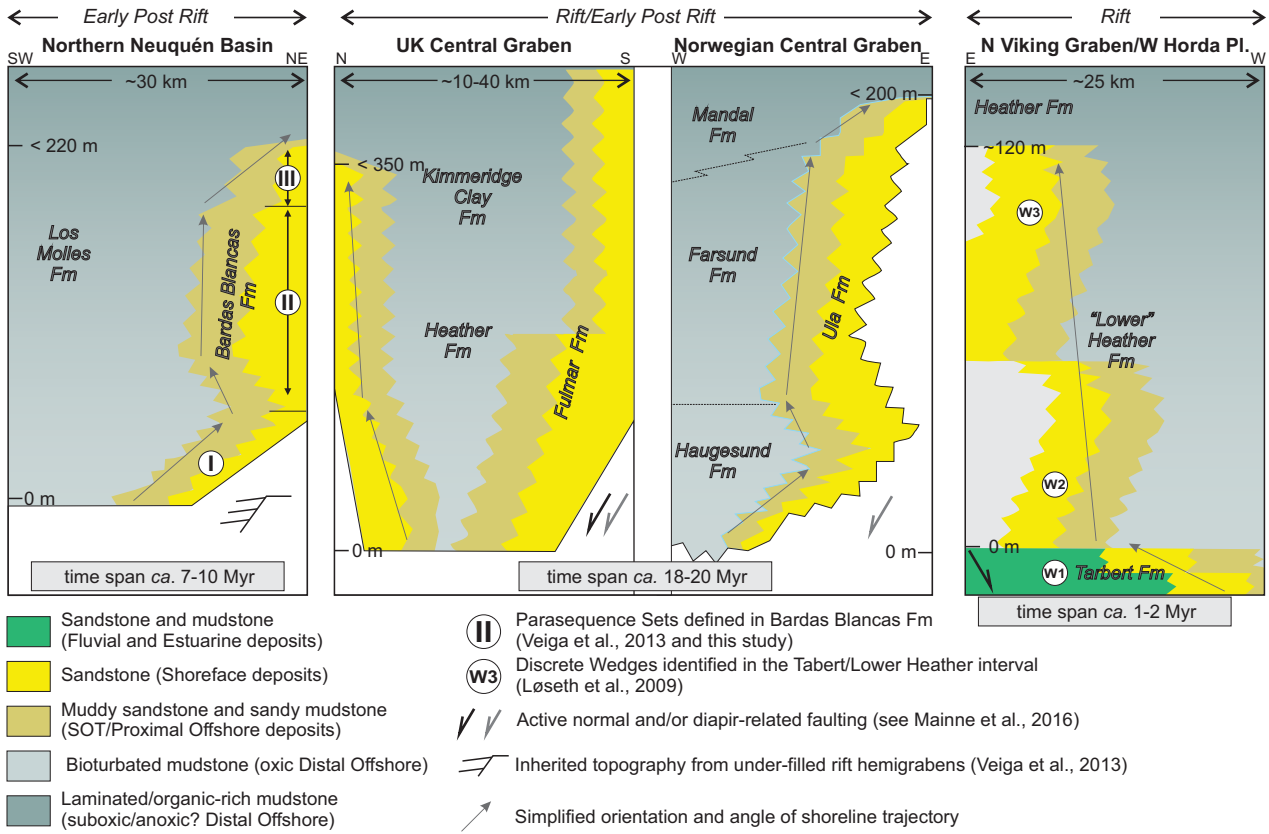 Early Post Rift
Rift/Early Post Rift
Rift
Northern Neuquén Basin
SW
NE
~30 km
< 220 m
Los
Molles
Fm
Bardas Blancas
Fm
III
II
I
0 m
time span ca. 7-10 Myr
UK Central Graben
N
S
~10-40 km
< 350 m
Kimmeridge
Clay
Fm
Heather
Fm
Fulmar Fm
0 m
Norwegian Central Graben
W
E
< 200 m
Mandal
Fm
Farsund
Fm
Ula Fm
Haugesund
Fm
0 m
time span ca. 18-20 Myr
N Viking Graben/W Horda Pl.
E
W
~25 km
Heather Fm
~120 m
W3
"Lower"
Heather
Fm
W2
0 m
W1
Tarbert Fm
time span ca. 1-2 Myr
Sandstone and mudstone
(Fluvial and Estuarine deposits)
Sandstone (Shoreface deposits)
Muddy sandstone and sandy mudstone
(SOT/Proximal Offshore deposits)
Bioturbated mudstone (oxic Distal Offshore)
Laminated/organic-rich mudstone
(suboxic/anoxic? Distal Offshore)
II
Parasequence Sets defined in Bardas Blancas Fm
(Veiga et al., 2013 and this study)
W3
Discrete Wedges identified in the Tabert/Lower Heather interval
(Løseth et al., 2009)
Active normal and/or diapir-related faulting (see Mainne et al., 2016)
Inherited topography from under-filled rift hemigrabens (Veiga et al., 2013)
Simplified orientation and angle of shoreline trajectory